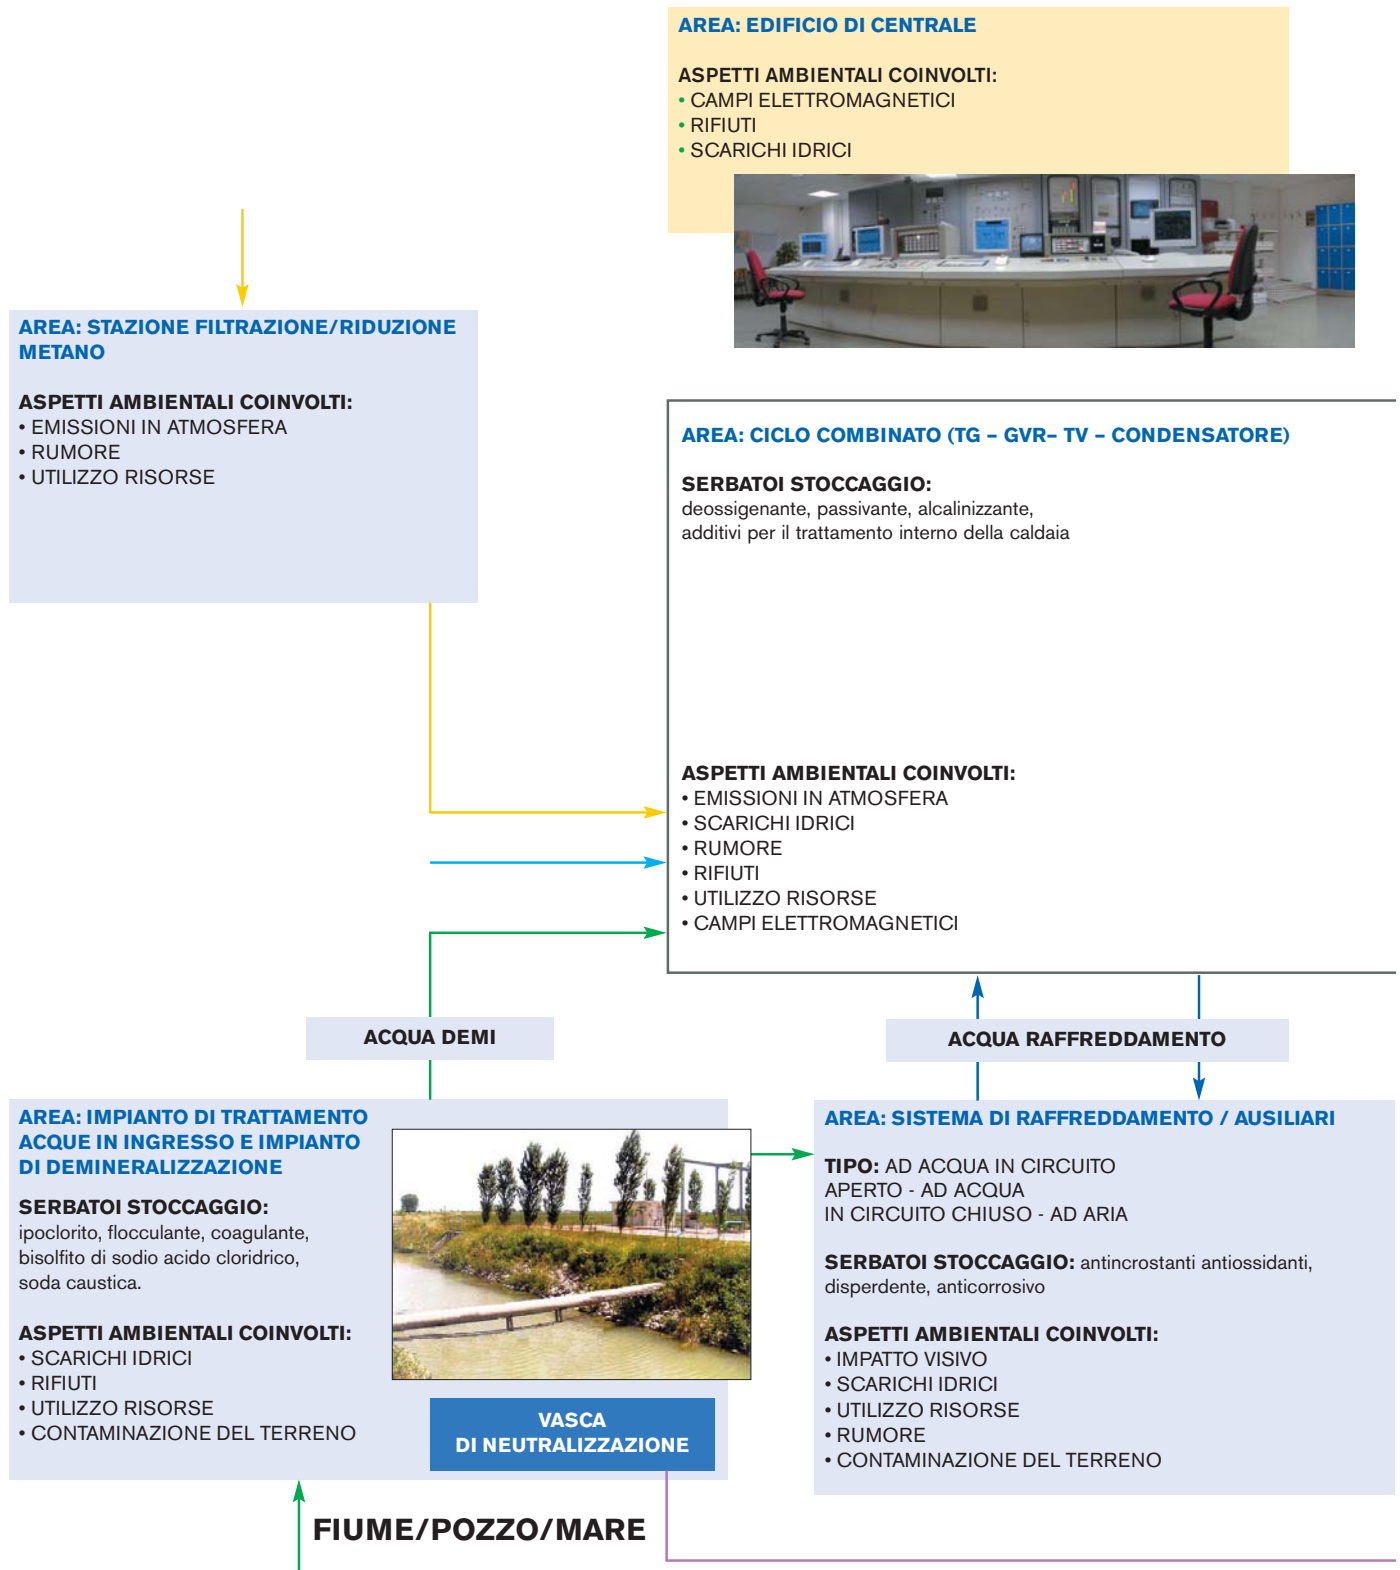 AREA: EDIFICIO DI CENTRALE
ASPETTI AMBIENTALI COINVOLTI:
• CAMPI ELETTROMAGNETICI
• RIFIUTI
• SCARICHI IDRICI
AREA: STAZIONE FILTRAZIONE/RIDUZIONE
METANO
ASPETTI AMBIENTALI COINVOLTI:
• EMISSIONI IN ATMOSFERA
• RUMORE
• UTILIZZO RISORSE
AREA: CICLO COMBINATO (TG – GVR– TV – CONDENSATORE)
SERBATOI STOCCAGGIO:
deossigenante, passivante, alcalinizzante,
additivi per il trattamento interno della caldaia
ASPETTI AMBIENTALI COINVOLTI:
• EMISSIONI IN ATMOSFERA
• SCARICHI IDRICI
• RUMORE
• RIFIUTI
• UTILIZZO RISORSE
• CAMPI ELETTROMAGNETICI
ACQUA DEMI
ACQUA RAFFREDDAMENTO
AREA: IMPIANTO DI TRATTAMENTO
ACQUE IN INGRESSO E IMPIANTO
DI DEMINERALIZZAZIONE
SERBATOI STOCCAGGIO:
ipoclorito, flocculante, coagulante,
bisolfito di sodio acido cloridrico,
soda caustica.
ASPETTI AMBIENTALI COINVOLTI:
• SCARICHI IDRICI
• RIFIUTI
• UTILIZZO RISORSE
• CONTAMINAZIONE DEL TERRENO
VASCA
DI NEUTRALIZZAZIONE
AREA: SISTEMA DI RAFFREDDAMENTO / AUSILIARI
TIPO: AD ACQUA IN CIRCUITO
APERTO - AD ACQUA
IN CIRCUITO CHIUSO - AD ARIA
SERBATOI STOCCAGGIO: antincrostanti antiossidanti,
disperdente, anticorrosivo
ASPETTI AMBIENTALI COINVOLTI:
• IMPATTO VISIVO
• SCARICHI IDRICI
• UTILIZZO RISORSE
• RUMORE
• CONTAMINAZIONE DEL TERRENO
FIUME/POZZO/MARE